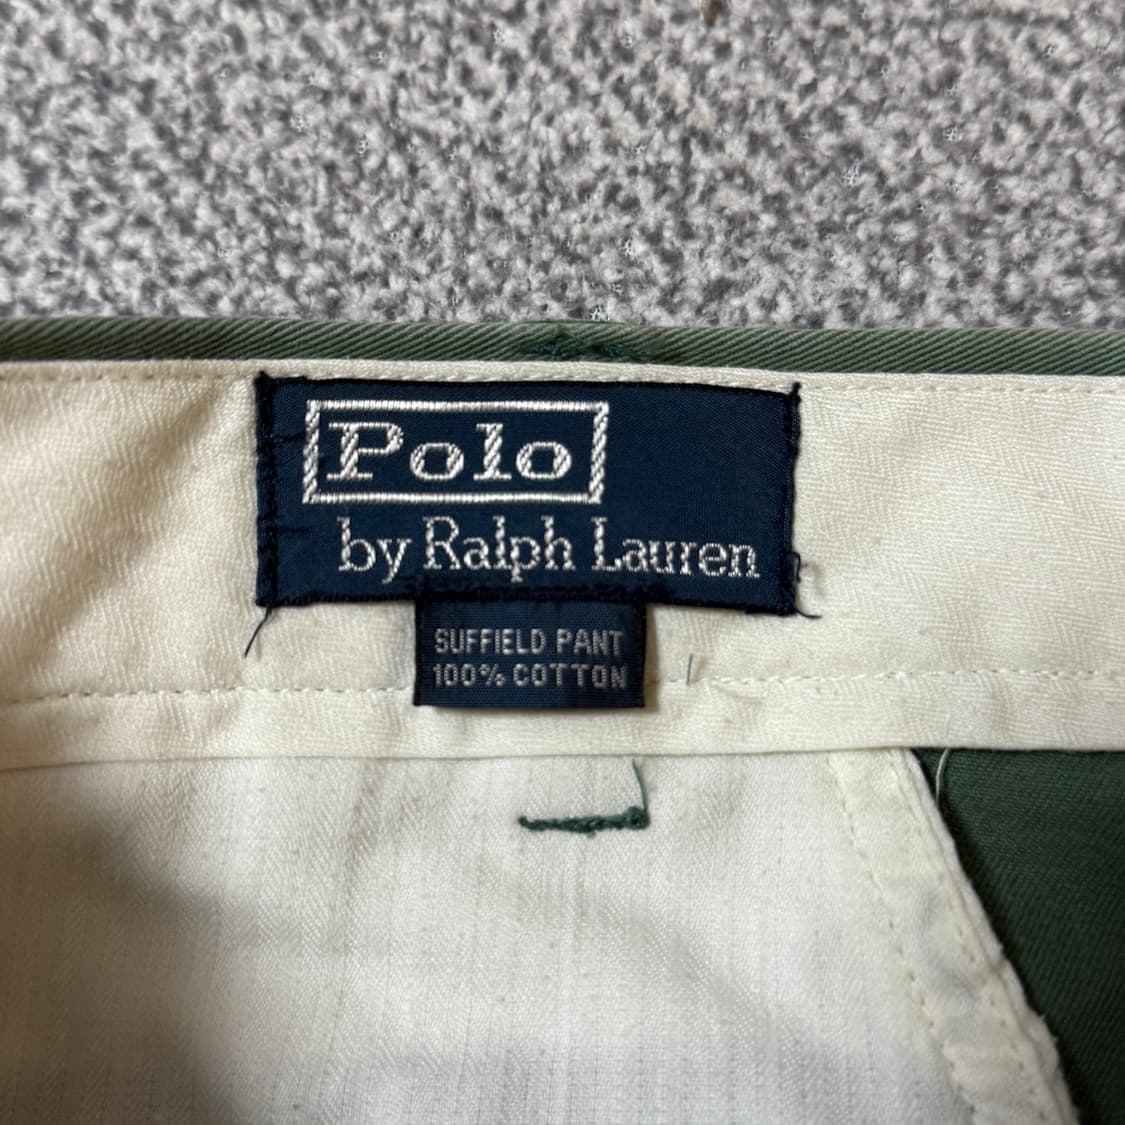 Polo
by Ralph Lauren
SUFFIELD PANT
100% COTTON